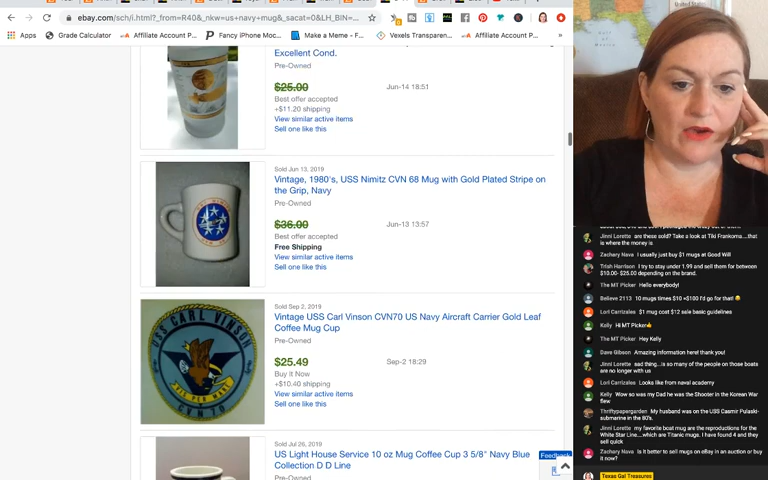 ebay.com/sch/i.html?_from=R40&_nkw=us+navy+mug&_sacat=0&LH_BIN=...
Apps
Grade Calculator
Affiliate Account P...
Fancy iPhone Moc...
Make a Meme - F...
Vexels Transparent...
Affiliate Account P...
Excellent Cond.
Pre-Owned
$25.00
Jun-14 18:51
Best offer accepted
+$11.20 shipping
View similar active items
Sell one like this
Sold Jun 13, 2019
Vintage, 1980's, USS Nimitz CVN 68 Mug with Gold Plated Stripe on
the Grip, Navy
Pre-Owned
$36.00
Jun-13 13:57
Best offer accepted
Free Shipping
View similar active items
Sell one like this
USS CARL VINSON
CVN 70
Sold Sep 2, 2019
Vintage USS Carl Vinson CVN70 US Navy Aircraft Carrier Gold Leaf
Coffee Mug Cup
Pre-Owned
$25.49
Sep-2 18:29
Buy It Now
+$10.40 shipping
View similar active items
Sell one like this
Sold Jul 26, 2019
US Light House Service 10 oz Mug Coffee Cup 3 5/8" Navy Blue
Collection D D Line
Pre-Owned
Feedback
Jinni Lorette are these sold? Take a look at Tiki Frankoma....that
is where the money is
Zachary Nava I usually just buy $1 mugs at Good Will
Trish Harrison I try to stay under 1.99 and sell them for between
$10.00- $25.00 depending on the brand.
The MT Picker Hello everybody!
Believe 2113 10 mugs times $10 =$100 I'd go for that! 😄
Lori Carrizales $1 mug cost $12 sale basic guidelines
Kelly Hi MT Picker👍
The MT Picker Hey Kelly
Dave Gibson Amazing information here! thank you!
Jinni Lorette sad thing...is so many of the people on those boats
are no longer with us
Lori Carrizales Looks like from naval academy
Kelly Wow so was my Dad he was the Shooter in the Korean War
flew
Thriftypapergarden My husband was on the USS Casmir Pulaski-
submarine in the 80's.
Jinni Lorette my favorite boat mug are the reproductions for the
White Star Line....which are Titanic mugs. I have found 4 and they
sell quick
Zachary Nava Is it better to sell mugs on eBay in an auction or buy
it now?
Texas Gal Treasures